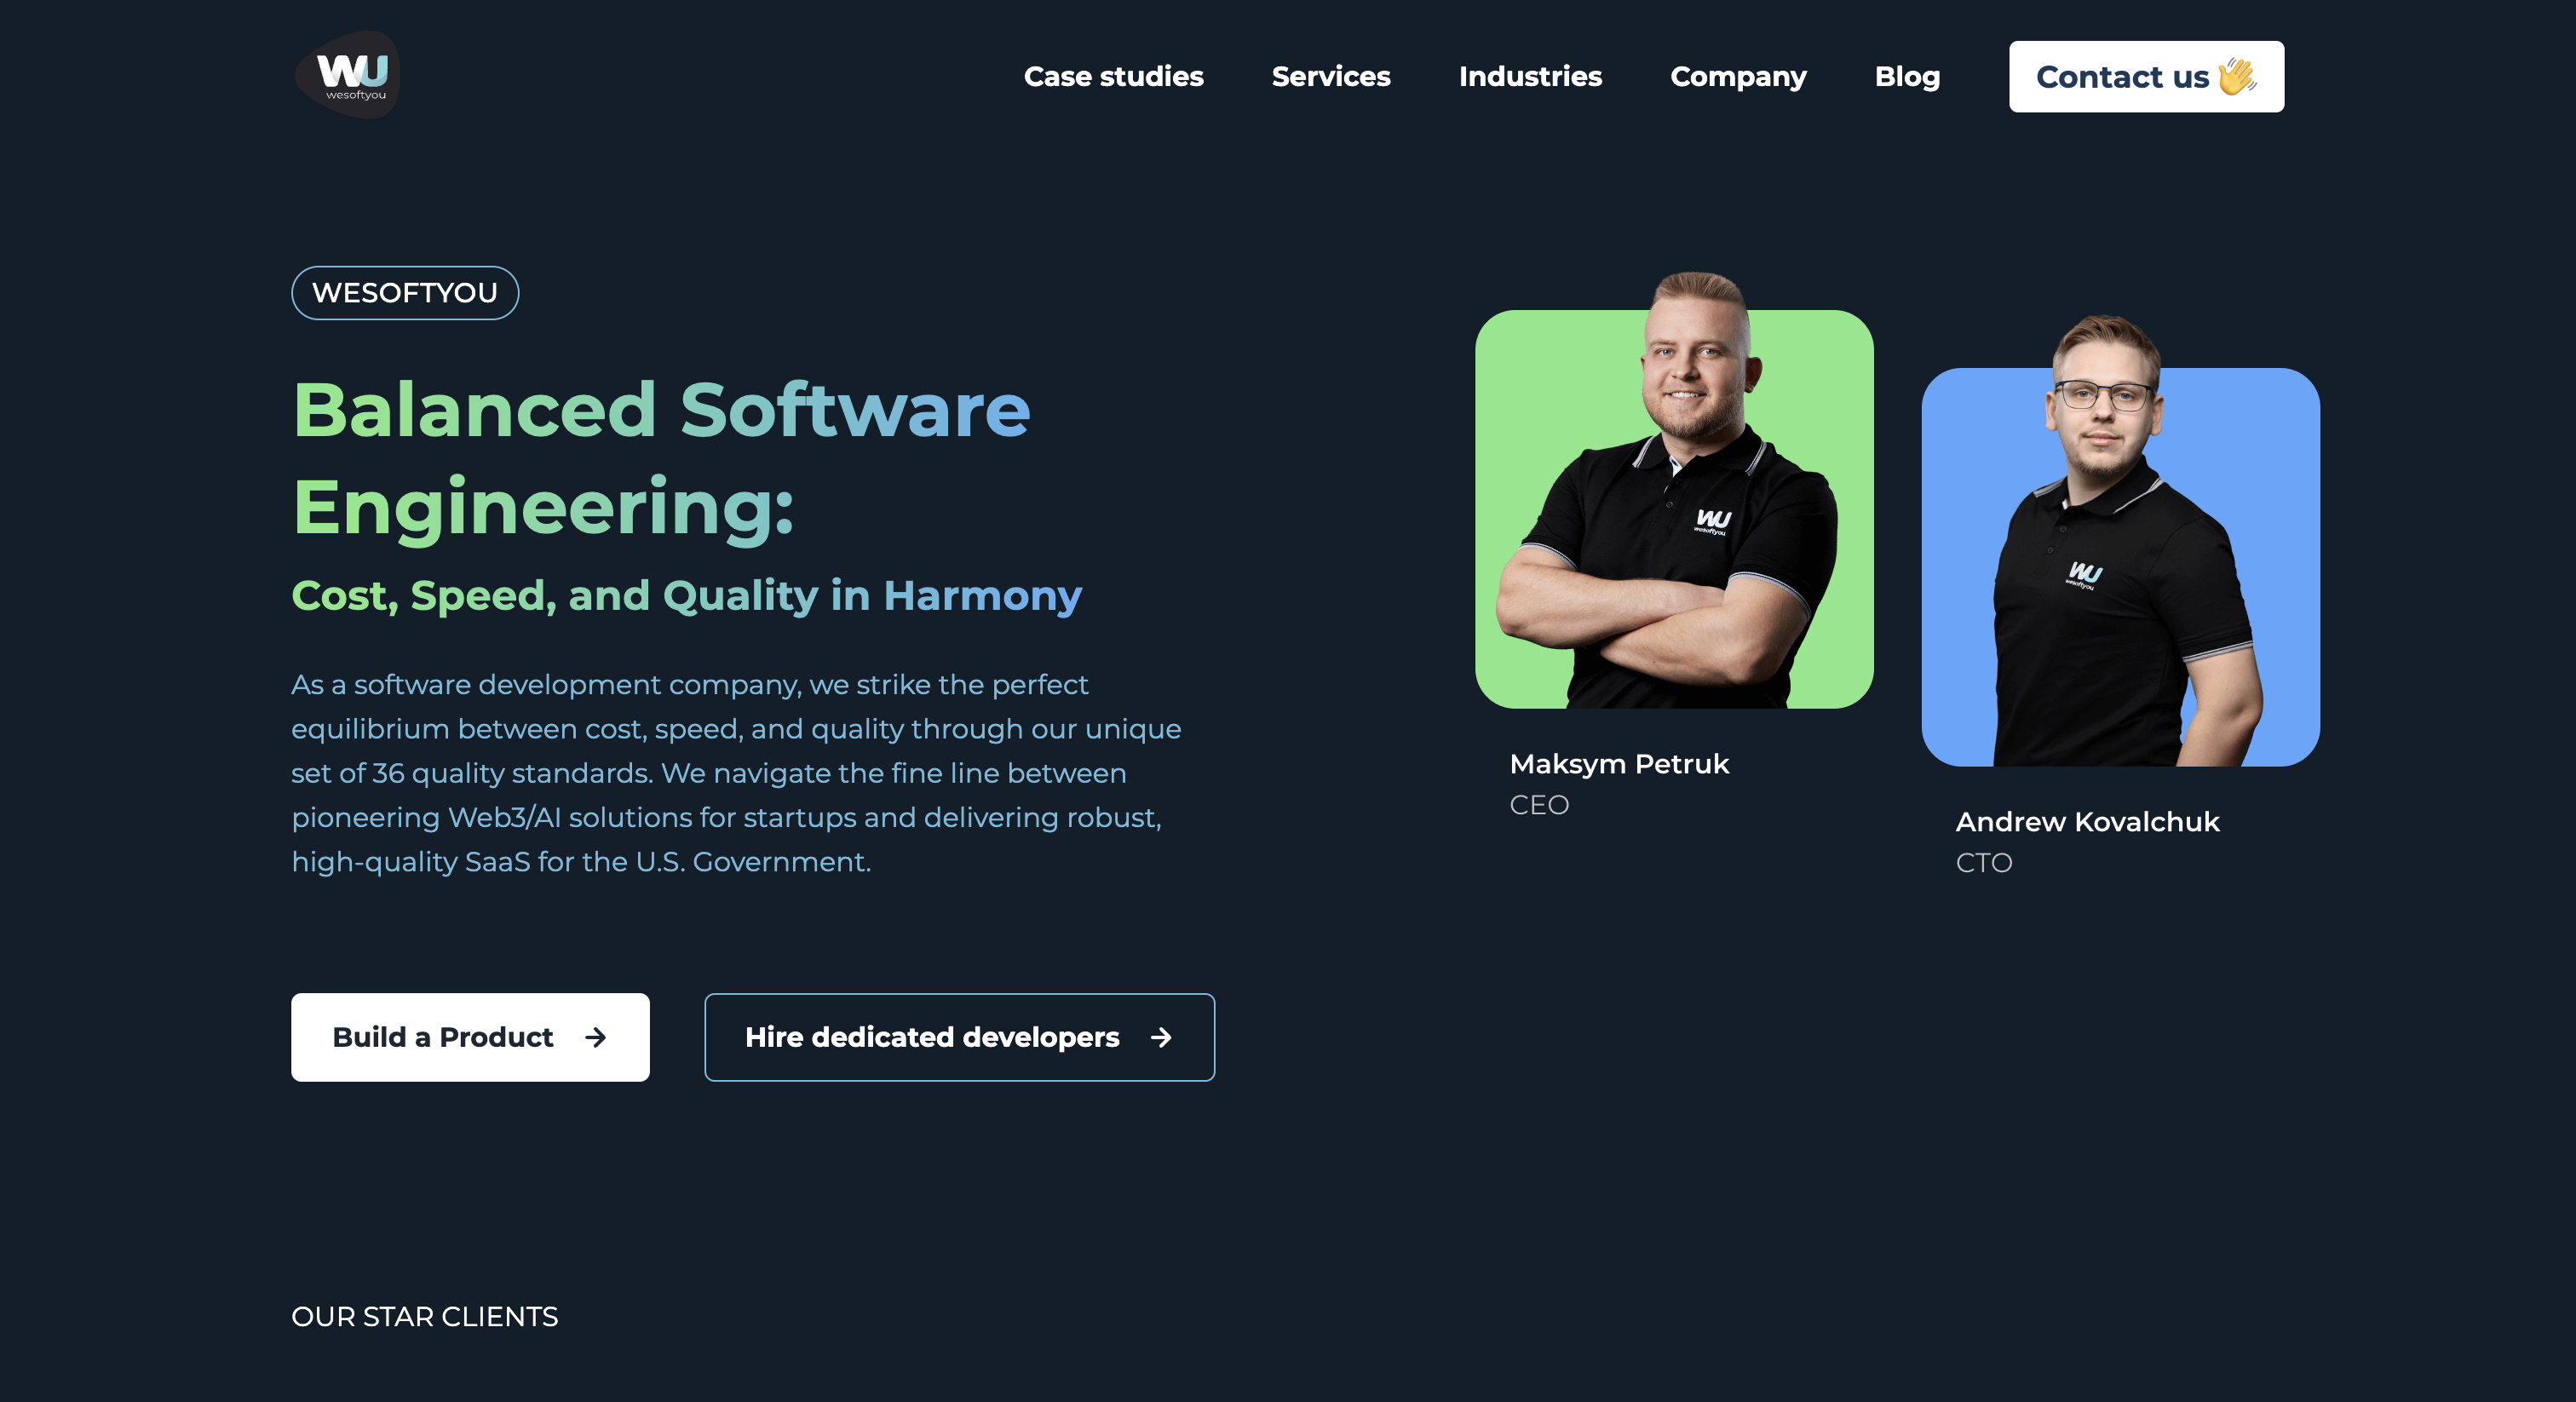 WU
wesoftyou
Case studies
Services
Industries
Company
Blog
Contact us
WESOFTYOU
Balanced Software
Engineering:
Cost, Speed, and Quality in Harmony
As a software development company, we strike the perfect
equilibrium between cost, speed, and quality through our unique
set of 36 quality standards. We navigate the fine line between
pioneering Web3/AI solutions for startups and delivering robust,
high-quality SaaS for the U.S. Government.
Build a Product →
Hire dedicated developers →
WU
wesoftyou
Maksym Petruk
CEO
WU
wesoftyou
Andrew Kovalchuk
CTO
OUR STAR CLIENTS